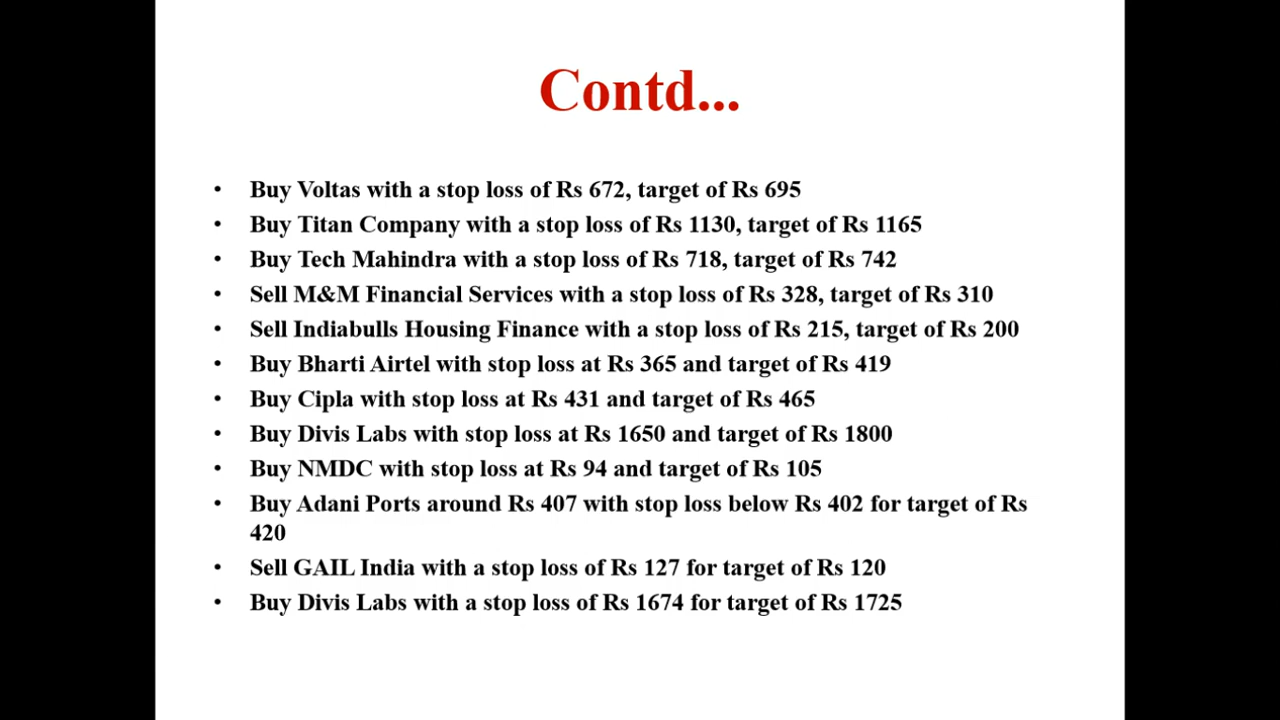 Contd...
• Buy Voltas with a stop loss of Rs 672, target of Rs 695
• Buy Titan Company with a stop loss of Rs 1130, target of Rs 1165
• Buy Tech Mahindra with a stop loss of Rs 718, target of Rs 742
• Sell M&M Financial Services with a stop loss of Rs 328, target of Rs 310
• Sell Indiabulls Housing Finance with a stop loss of Rs 215, target of Rs 200
• Buy Bharti Airtel with stop loss at Rs 365 and target of Rs 419
• Buy Cipla with stop loss at Rs 431 and target of Rs 465
• Buy Divis Labs with stop loss at Rs 1650 and target of Rs 1800
• Buy NMDC with stop loss at Rs 94 and target of Rs 105
• Buy Adani Ports around Rs 407 with stop loss below Rs 402 for target of Rs
420
• Sell GAIL India with a stop loss of Rs 127 for target of Rs 120
• Buy Divis Labs with a stop loss of Rs 1674 for target of Rs 1725